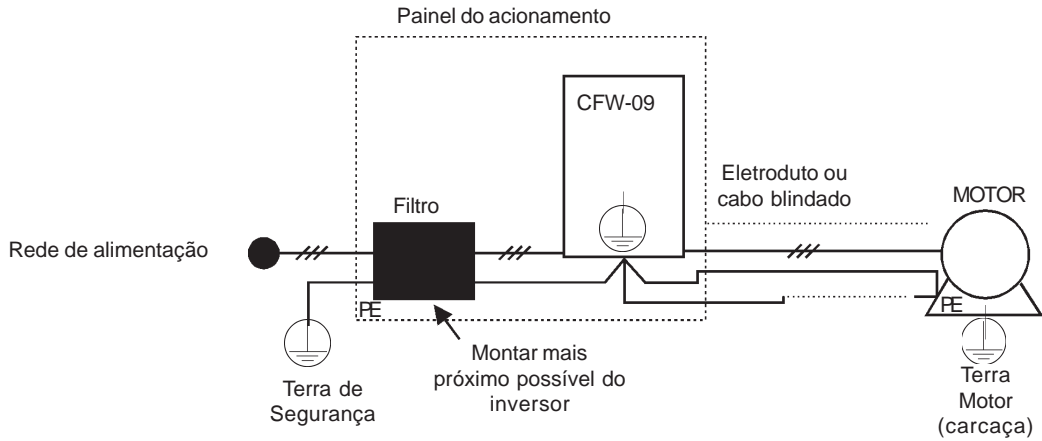 Painel do acionamento
CFW-09
Eletroduto ou
cabo blindado
MOTOR
Filtro
Rede de alimentação
PE
PE
Montar mais
próximo possível do
inversor
Terra de
Segurança
Terra
Motor
(carcaça)